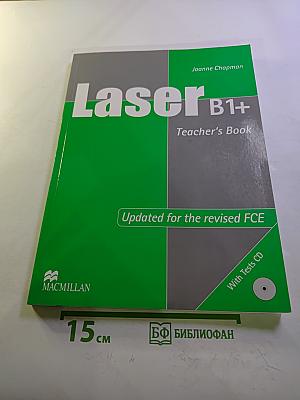 Joanne Chapman
Laser B1+
Teacher's Book
Updated for the revised FCE
With Tests CD
MACMILLAN
15 см
БФ БИБЛИОФАН